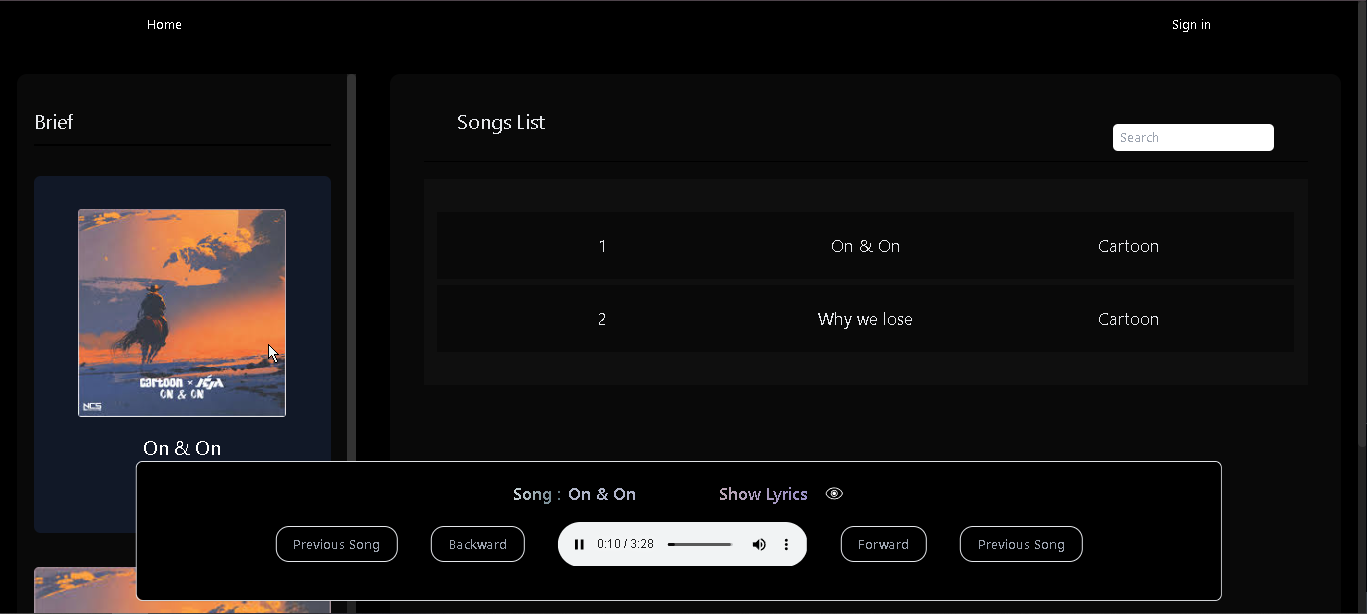 Home
Sign in
Brief
Songs List
Search
cartoon × JÉJA
ON & ON
NCS
On & On
1 On & On Cartoon
2 Why we lose Cartoon
Song : On & On Show Lyrics
Previous Song Backward 0:10 / 3:28 Forward Previous Song